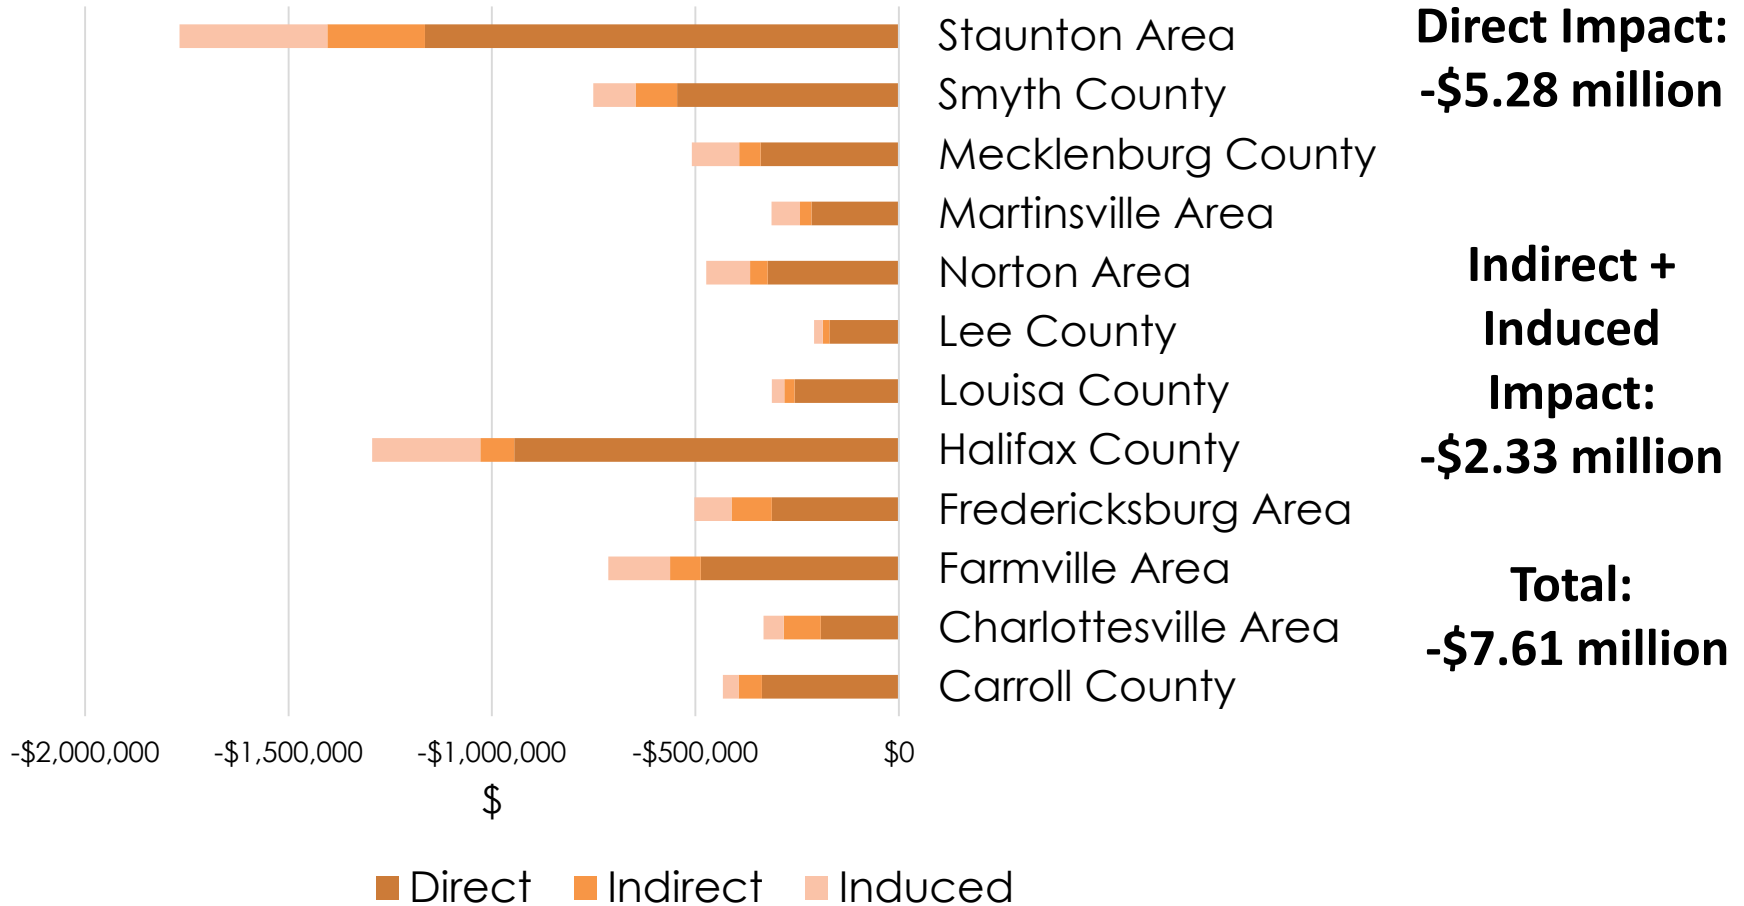 Staunton Area
Smyth County
Mecklenburg County
Martinsville Area
Norton Area
Lee County
Louisa County
Halifax County
Fredericksburg Area
Farmville Area
Charlottesville Area
Carroll County
-$2,000,000
-$1,500,000
-$1,000,000
-$500,000
$0
$
Direct
Indirect
Induced
Direct Impact:
-$5.28 million
Indirect +
Induced
Impact:
-$2.33 million
Total:
-$7.61 million